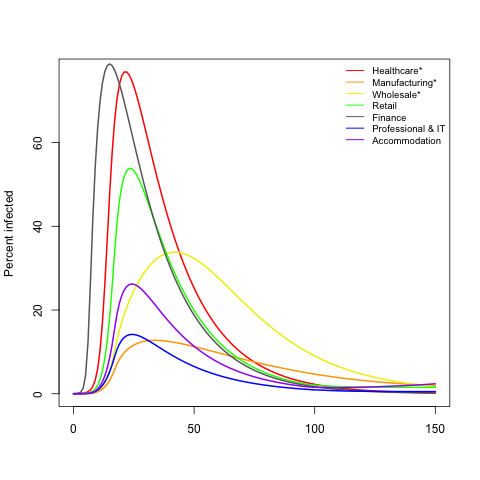 Healthcare*
Manufacturing*
Wholesale*
Retail
Finance
Professional & IT
Accommodation
Percent infected
60
40
20
0
0 50 100 150